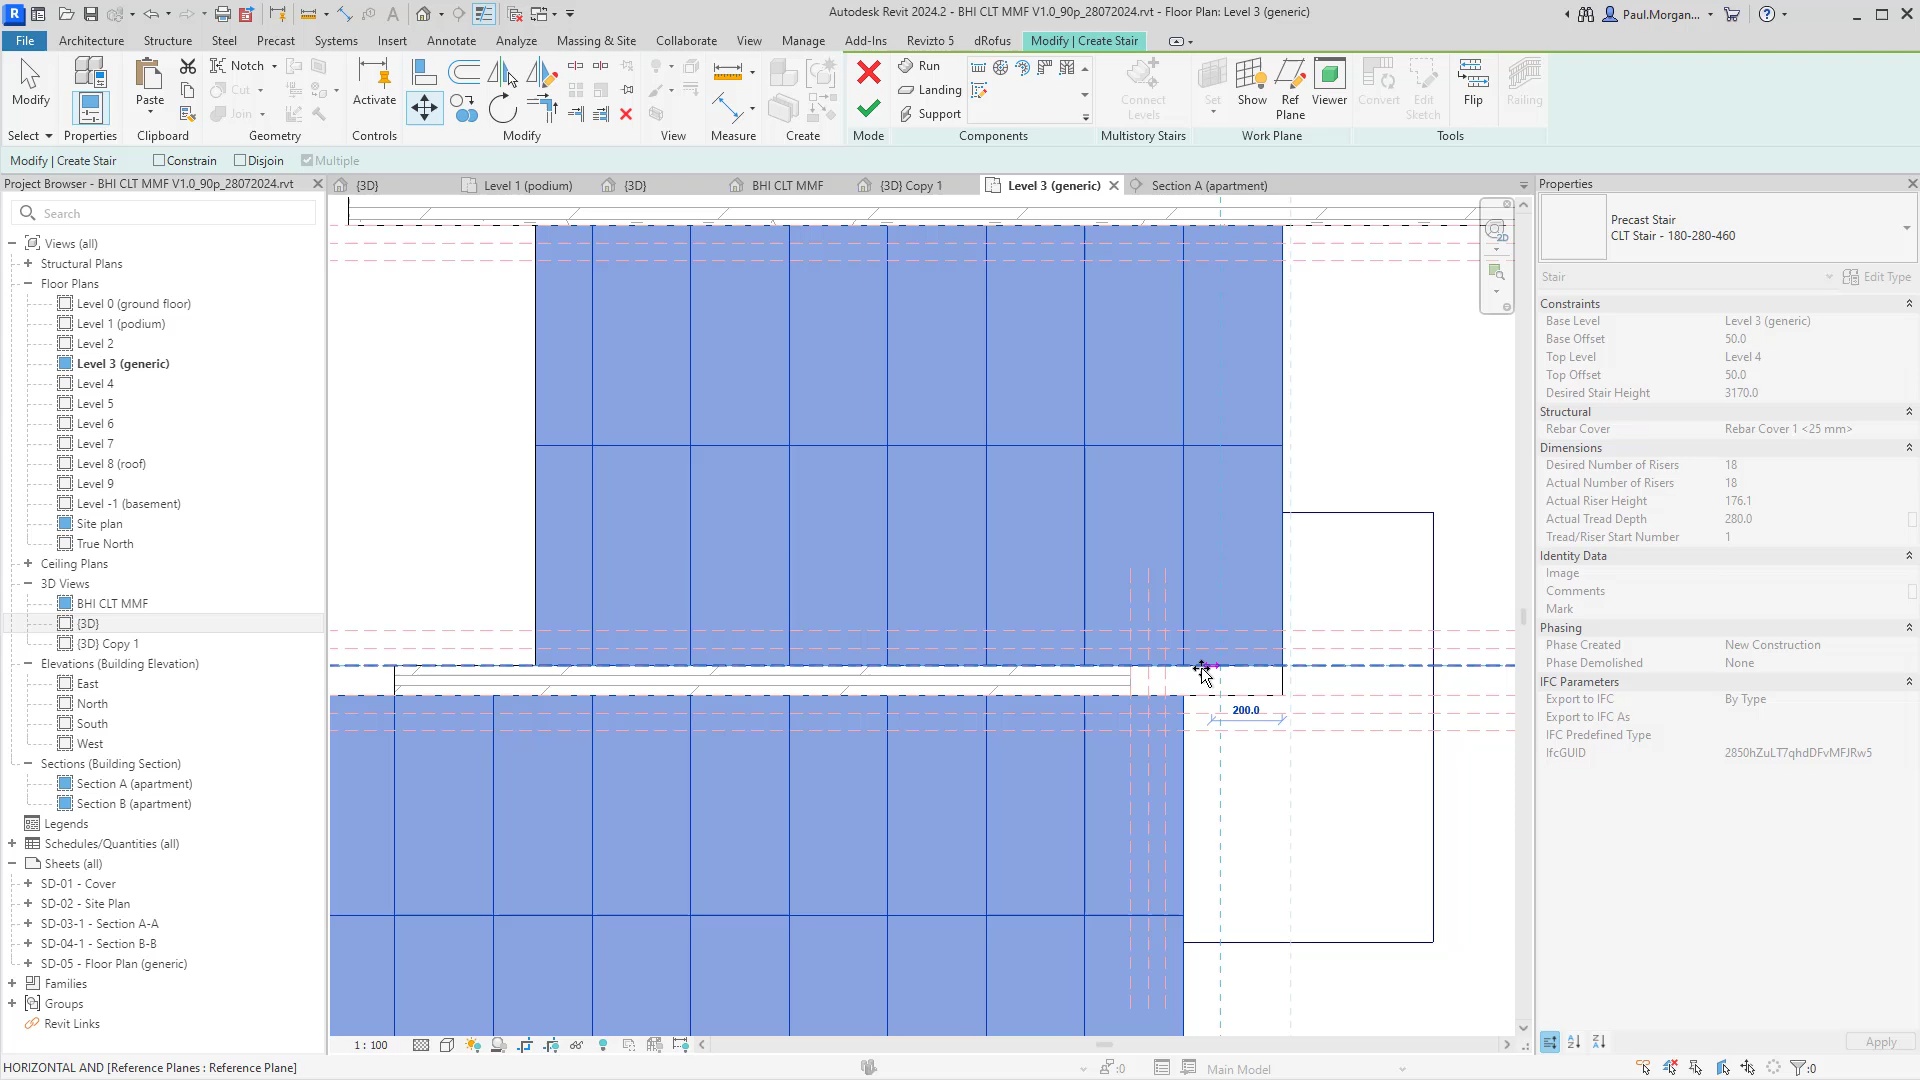 Autodesk Revit 2024.2 - BHI CLT MMF V1.0_90p_28072024.rvt - Floor Plan: Level 3 (generic)
Paul.Morgan...
File Architecture Structure Steel Precast Systems Insert Annotate Analyze Massing & Site Collaborate View Manage Add-Ins Revizto 5 dRofus Modify | Create Stair
Modify
Properties
Paste
Notch
Cut
Join
Activate
Run
Landing
Support
Connect
Levels
Set
Show
Ref
Plane
Viewer
Convert
Edit
Sketch
Flip
Railing
Select Properties Clipboard Geometry Controls Modify View Measure Create Mode Components Multistory Stairs Work Plane Tools
Modify | Create Stair Constrain Disjoin Multiple
Project Browser - BHI CLT MMF V1.0_90p_28072024.rvt
{3D} Level 1 (podium) {3D} BHI CLT MMF {3D} Copy 1 Level 3 (generic) Section A (apartment)
Search
Views (all)
Structural Plans
Floor Plans
Level 0 (ground floor)
Level 1 (podium)
Level 2
Level 3 (generic)
Level 4
Level 5
Level 6
Level 7
Level 8 (roof)
Level 9
Level -1 (basement)
Site plan
True North
Ceiling Plans
3D Views
BHI CLT MMF
{3D}
{3D} Copy 1
Elevations (Building Elevation)
East
North
South
West
Sections (Building Section)
Section A (apartment)
Section B (apartment)
Legends
Schedules/Quantities (all)
Sheets (all)
SD-01 - Cover
SD-02 - Site Plan
SD-03-1 - Section A-A
SD-04-1 - Section B-B
SD-05 - Floor Plan (generic)
Families
Groups
Revit Links
2D
200.0
Properties
Precast Stair
CLT Stair - 180-280-460
Stair Edit Type
Constraints
Base Level Level 3 (generic)
Base Offset 50.0
Top Level Level 4
Top Offset 50.0
Desired Stair Height 3170.0
Structural
Rebar Cover Rebar Cover 1 <25 mm>
Dimensions
Desired Number of Risers 18
Actual Number of Risers 18
Actual Riser Height 176.1
Actual Tread Depth 280.0
Tread/Riser Start Number 1
Identity Data
Image
Comments
Mark
Phasing
Phase Created New Construction
Phase Demolished None
IFC Parameters
Export to IFC By Type
Export to IFC As
IFC Predefined Type
IfcGUID 2850hZuLT7qhdDFvMFJRw5
Apply
1 : 100
HORIZONTAL AND [Reference Planes : Reference Plane]
:0
Main Model
:0